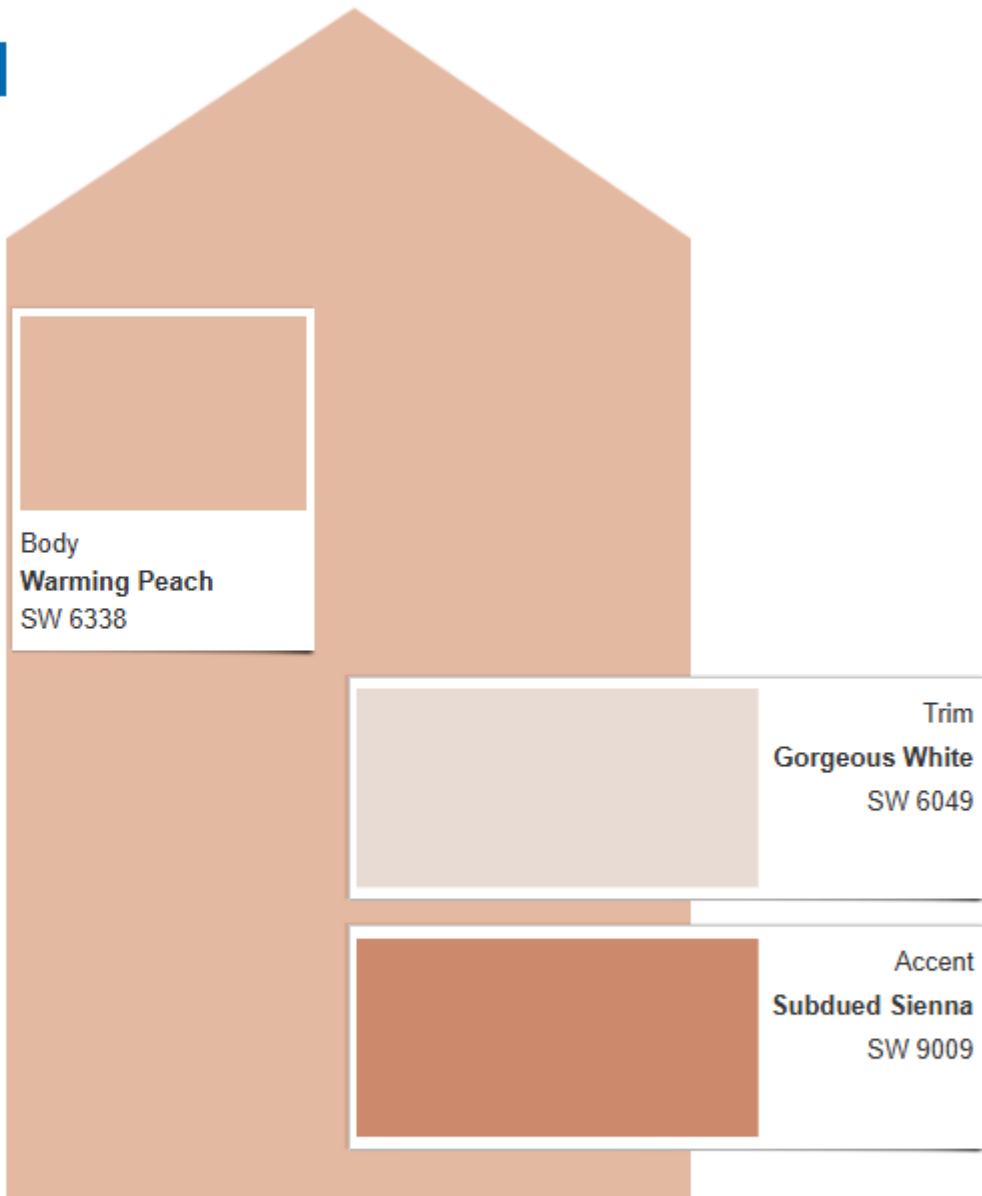 Body
Warming Peach
SW 6338
Trim
Gorgeous White
SW 6049
Accent
Subdued Sienna
SW 9009